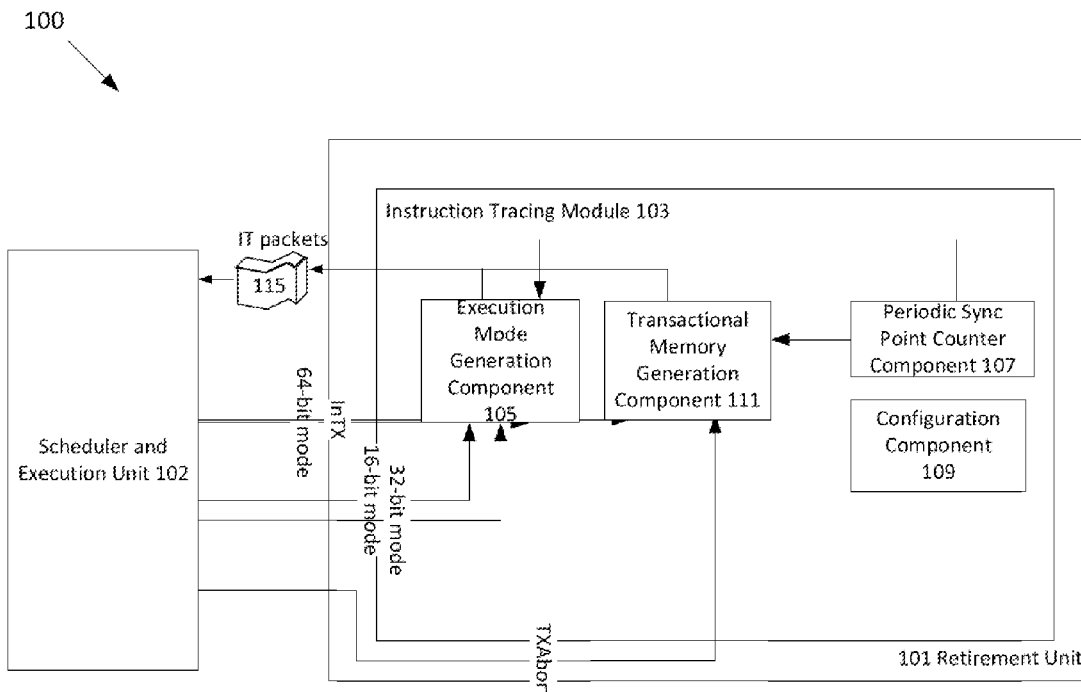 100
Instruction Tracing Module 103
IT packets
115
Execution
Mode
Generation
Component
105
Transactional
Memory
Generation
Component 111
Periodic Sync
Point Counter
Component 107
Configuration
Component
109
Scheduler and
Execution Unit 102
64-bit mode
InTX
16-bit mode
32-bit mode
TXAbor
101 Retirement Unit